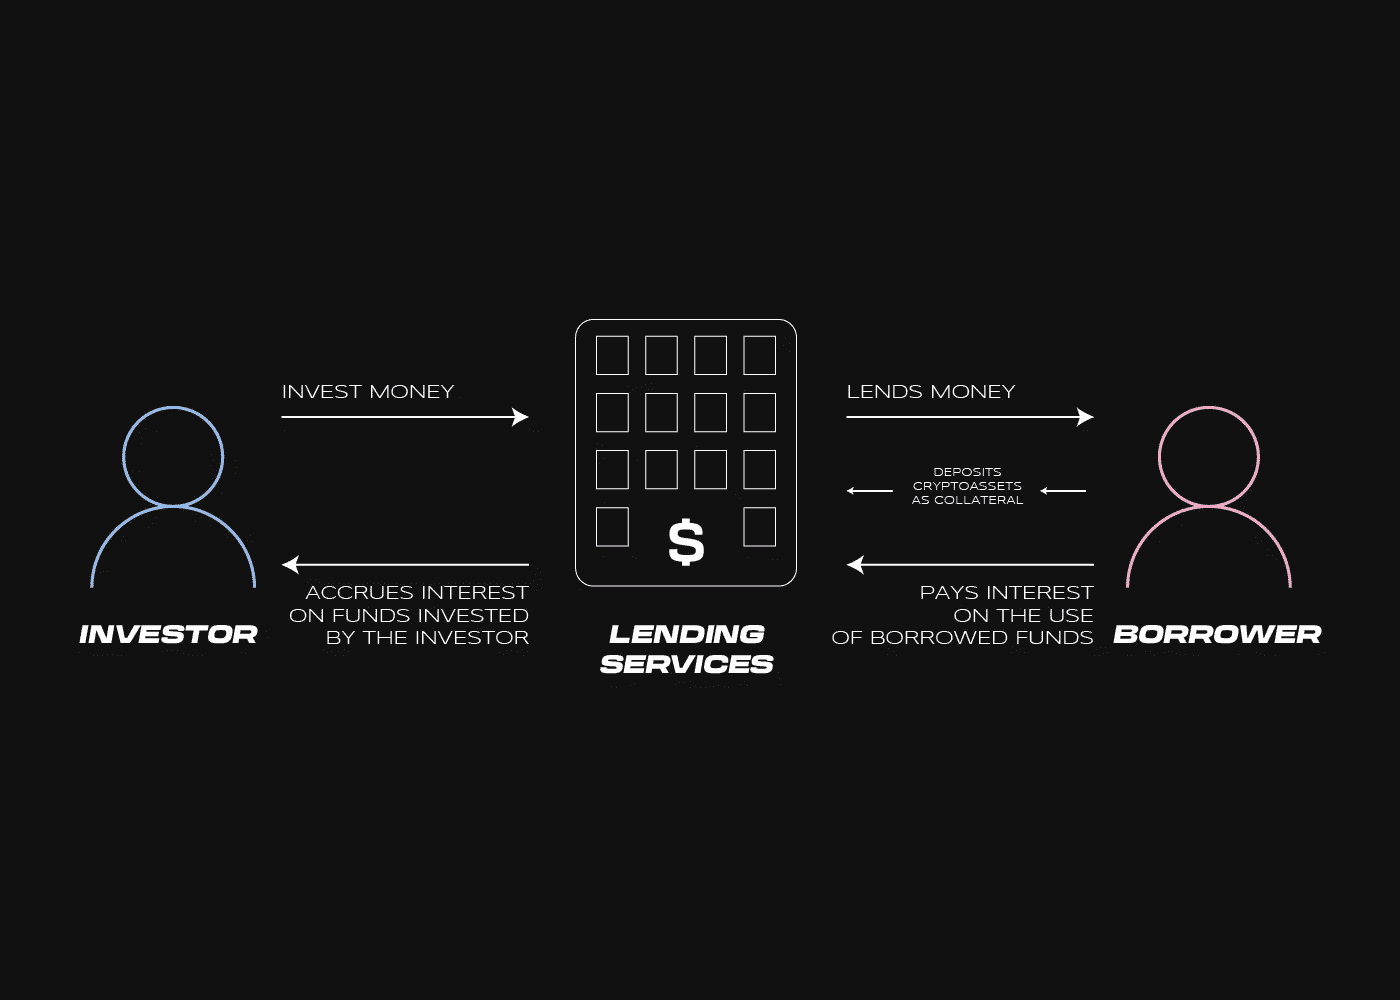 INVEST MONEY
LENDS MONEY
DEPOSITS
CRYPTOASSETS
AS COLLATERAL
$
ACCRUES INTEREST
ON FUNDS INVESTED
BY THE INVESTOR
PAYS INTEREST
ON THE USE
OF BORROWED FUNDS
INVESTOR
LENDING
SERVICES
BORROWER